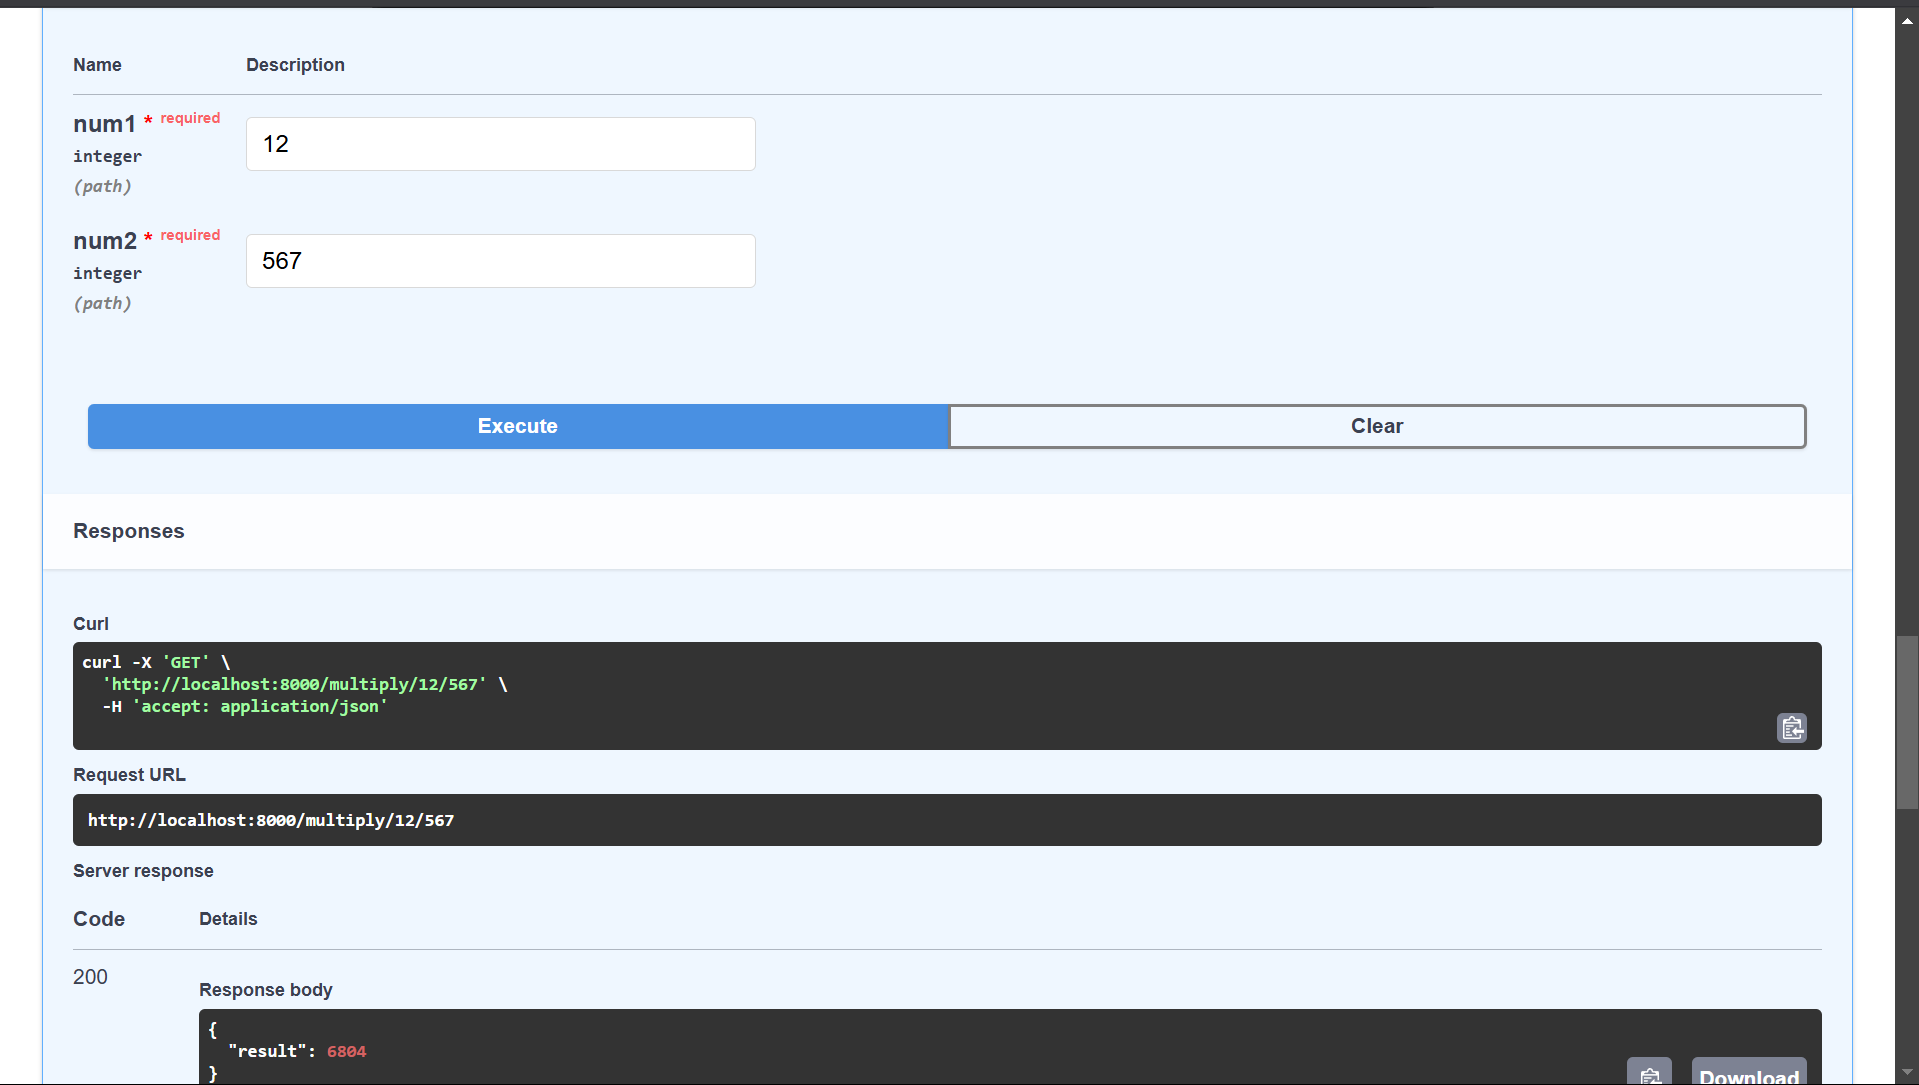 Name Description
num1 * required
integer
(path)
12
num2 * required
integer
(path)
567
Execute Clear
Responses
Curl
curl -X 'GET' \
  'http://localhost:8000/multiply/12/567' \
  -H 'accept: application/json'
Request URL
http://localhost:8000/multiply/12/567
Server response
Code Details
200
Response body
{
  "result": 6804
}
Download